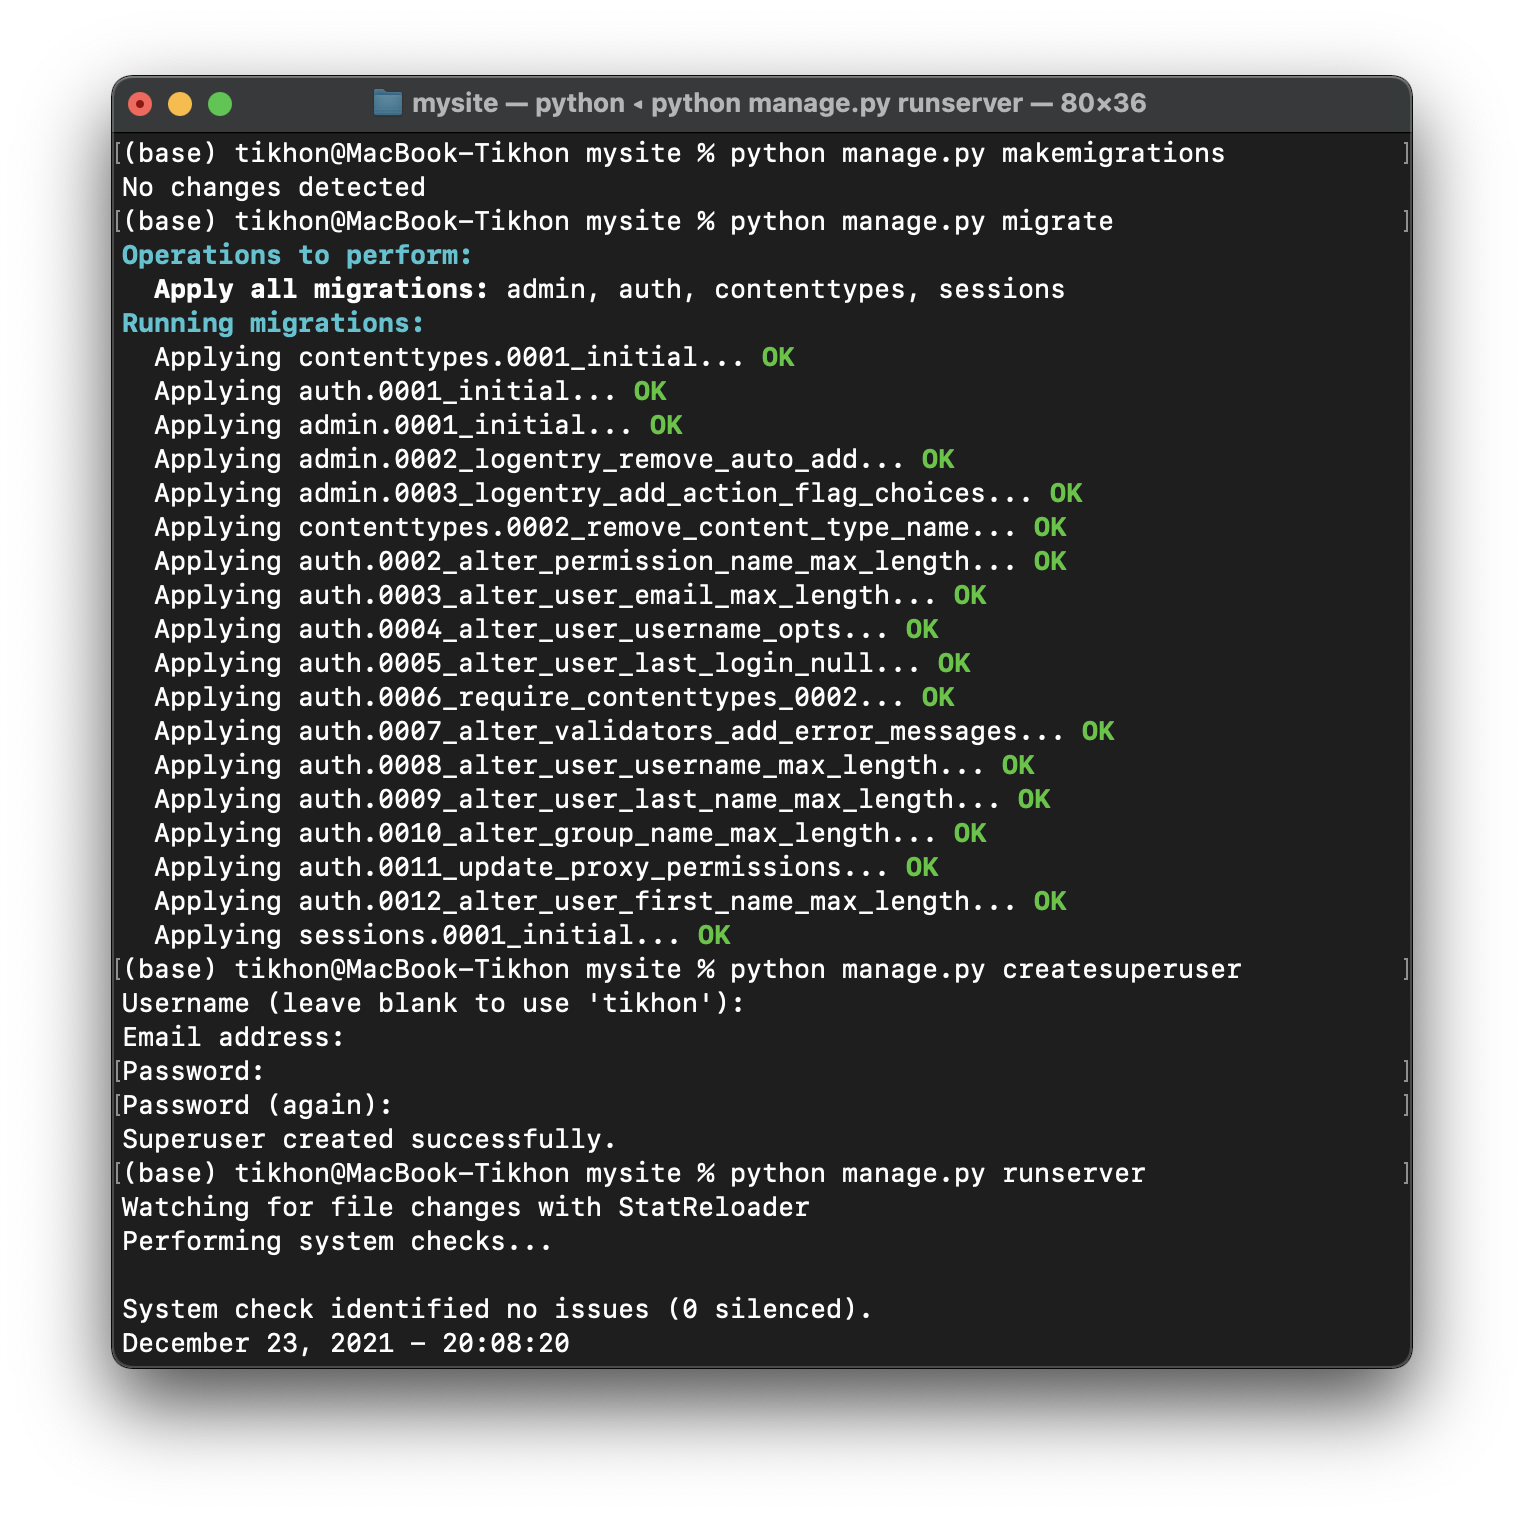 mysite — python ◂ python manage.py runserver — 80×36
[(base) tikhon@MacBook-Tikhon mysite % python manage.py makemigrations ]
No changes detected
[(base) tikhon@MacBook-Tikhon mysite % python manage.py migrate ]
Operations to perform:
  Apply all migrations: admin, auth, contenttypes, sessions
Running migrations:
  Applying contenttypes.0001_initial... OK
  Applying auth.0001_initial... OK
  Applying admin.0001_initial... OK
  Applying admin.0002_logentry_remove_auto_add... OK
  Applying admin.0003_logentry_add_action_flag_choices... OK
  Applying contenttypes.0002_remove_content_type_name... OK
  Applying auth.0002_alter_permission_name_max_length... OK
  Applying auth.0003_alter_user_email_max_length... OK
  Applying auth.0004_alter_user_username_opts... OK
  Applying auth.0005_alter_user_last_login_null... OK
  Applying auth.0006_require_contenttypes_0002... OK
  Applying auth.0007_alter_validators_add_error_messages... OK
  Applying auth.0008_alter_user_username_max_length... OK
  Applying auth.0009_alter_user_last_name_max_length... OK
  Applying auth.0010_alter_group_name_max_length... OK
  Applying auth.0011_update_proxy_permissions... OK
  Applying auth.0012_alter_user_first_name_max_length... OK
  Applying sessions.0001_initial... OK
[(base) tikhon@MacBook-Tikhon mysite % python manage.py createsuperuser ]
Username (leave blank to use 'tikhon'):
Email address:
[Password: ]
[Password (again): ]
Superuser created successfully.
[(base) tikhon@MacBook-Tikhon mysite % python manage.py runserver ]
Watching for file changes with StatReloader
Performing system checks...

System check identified no issues (0 silenced).
December 23, 2021 - 20:08:20